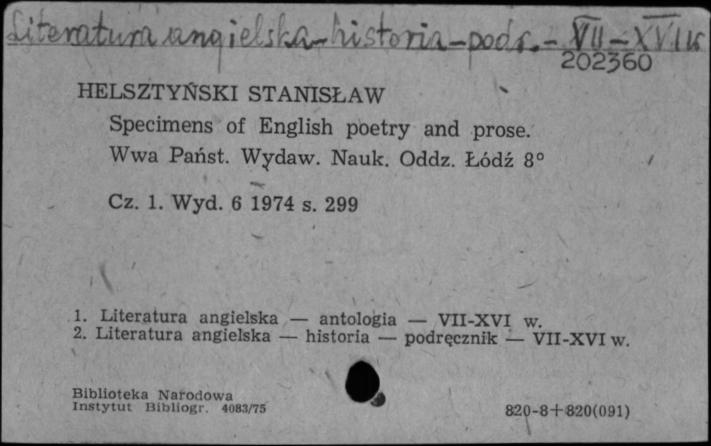 Literatura angielska – historia – podr. – VII – XVI w
202360
HELSZTYŃSKI STANISŁAW
Specimens of English poetry and prose.
Wwa Państ. Wydaw. Nauk. Oddz. Łódź 8°
Cz. 1. Wyd. 6 1974 s. 299
1. Literatura angielska — antologia — VII-XVI w.
2. Literatura angielska — historia — podręcznik — VII-XVI w.
Biblioteka Narodowa
Instytut Bibliogr. 4083/75
820-8+820(091)